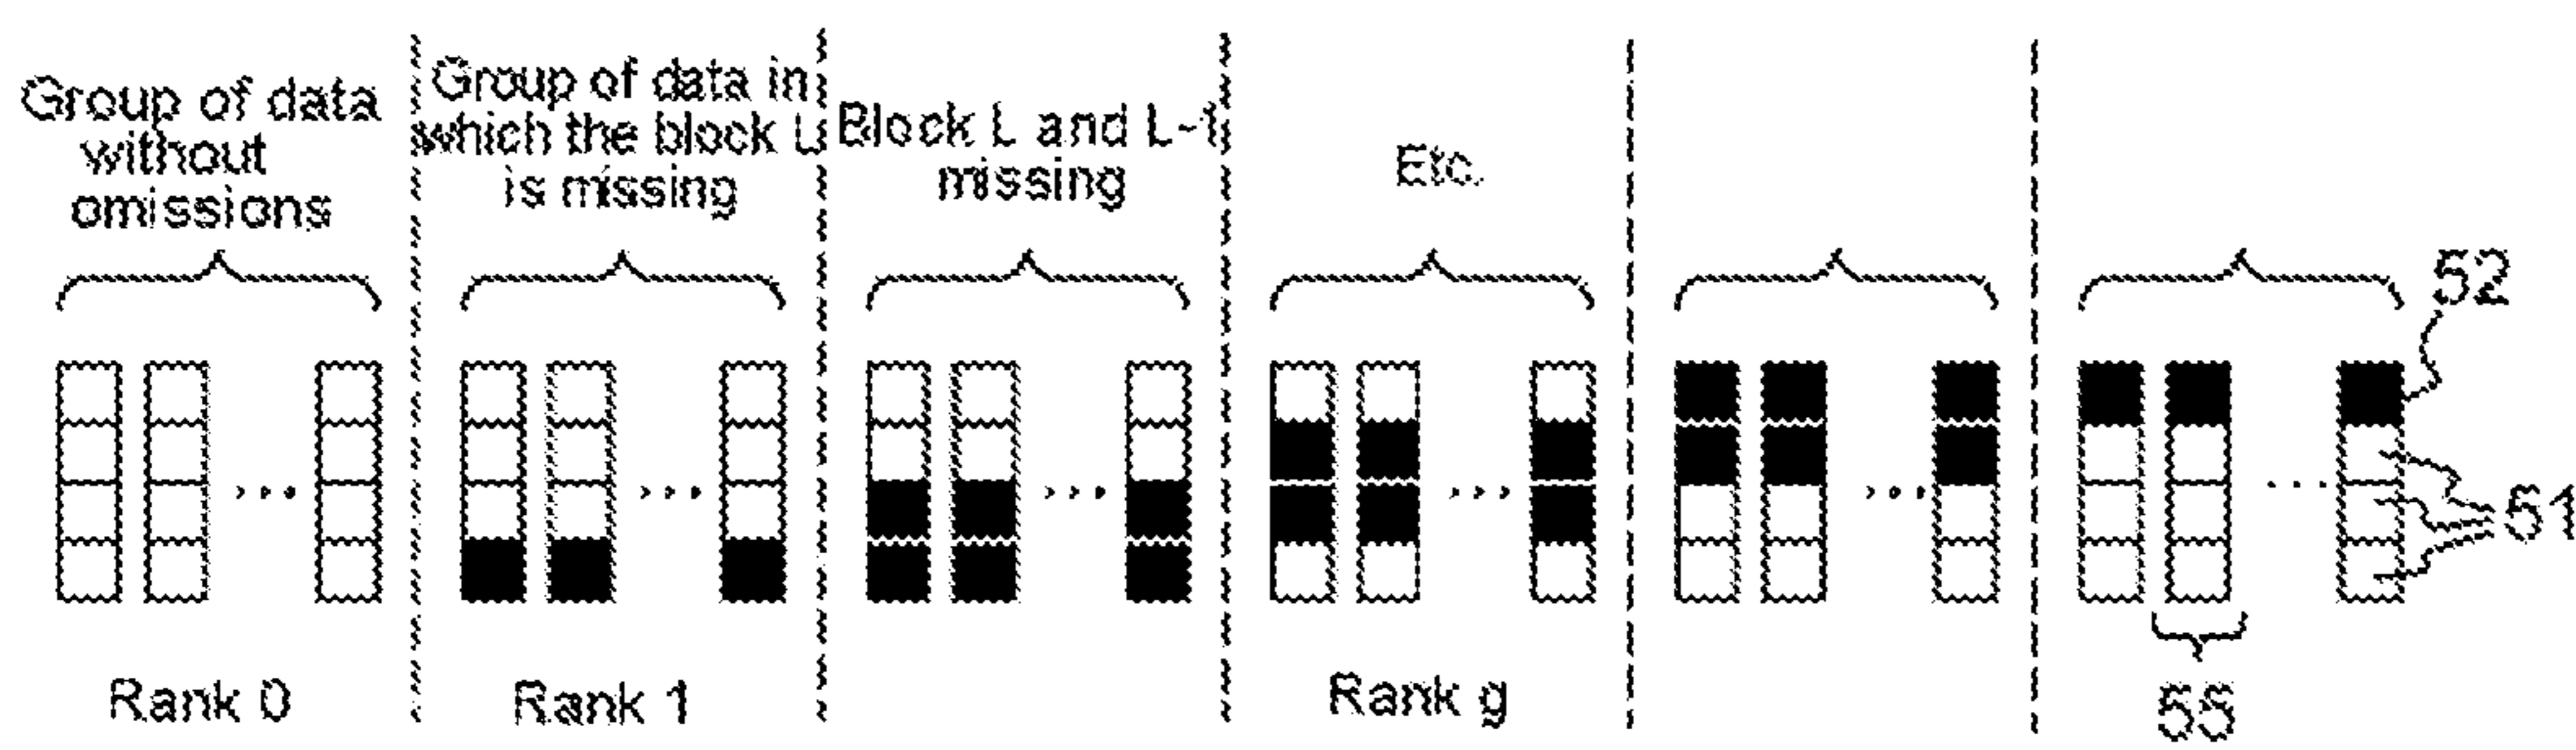 Group of data
without
omissions
Group of data in
which the block L
is missing
Block L and L-1
missing
Etc.
52
51
55
Rank 0
Rank 1
Rank g